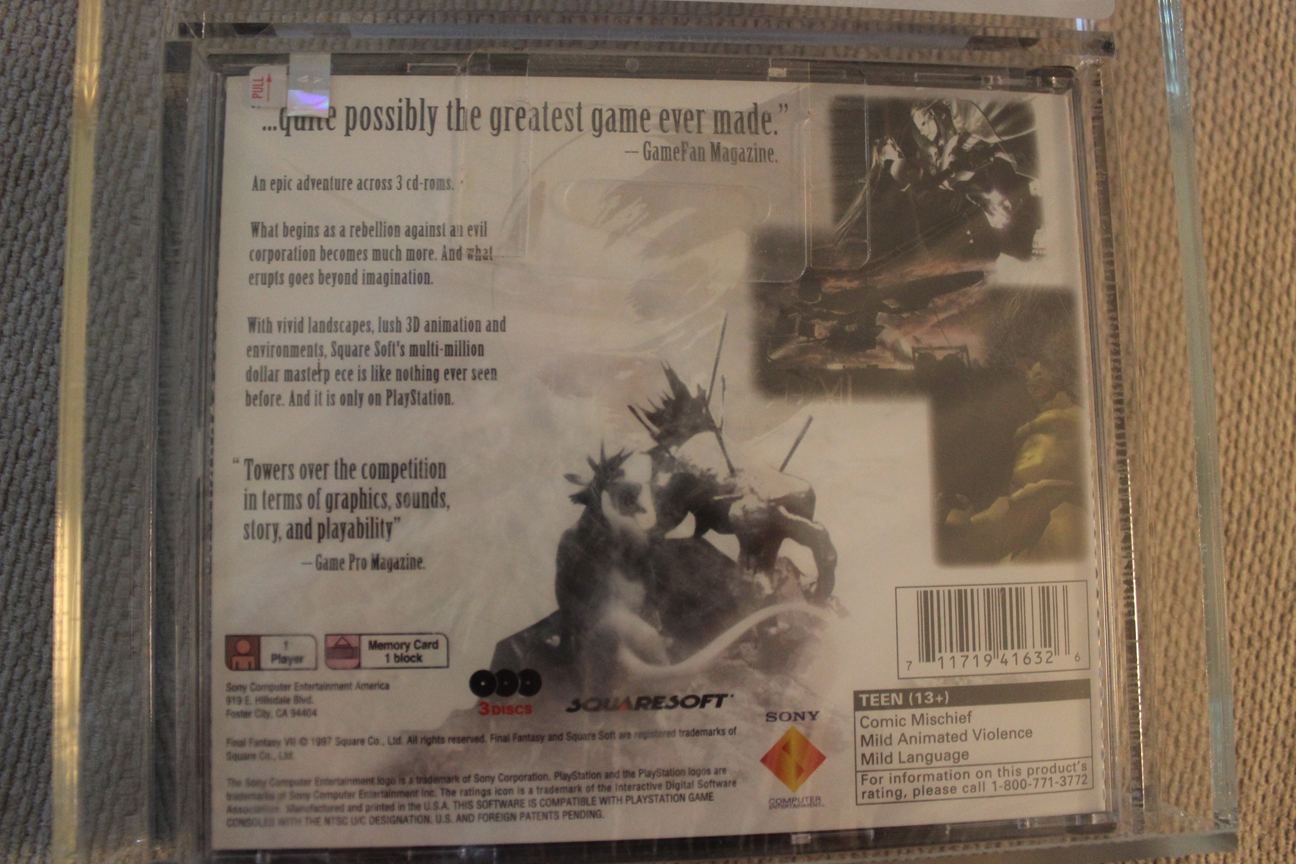 PULL
"...quite possibly the greatest game ever made."
— GameFan Magazine.
An epic adventure across 3 cd-roms.
What begins as a rebellion against an evil
corporation becomes much more. And what
erupts goes beyond imagination.
With vivid landscapes, lush 3D animation and
environments, Square Soft's multi-million
dollar masterp ece is like nothing ever seen
before. And it is only on PlayStation.
“ Towers over the competition
in terms of graphics, sounds,
story, and playability”
— Game Pro Magazine.
1
Player
Memory Card
1 block
Sony Computer Entertainment America
919 E. Hillsdale Blvd.
Foster City, CA 94404
3 DISCS
SQUARESOFT
Final Fantasy VII © 1997 Square Co., Ltd. All rights reserved. Final Fantasy and Square Soft are registered trademarks of
Square Co., Ltd.
The Sony Computer Entertainment logo is a trademark of Sony Corporation. PlayStation and the PlayStation logos are
trademarks of Sony Computer Entertainment Inc. The ratings icon is a trademark of the Interactive Digital Software
Association. Manufactured and printed in the U.S.A. THIS SOFTWARE IS COMPATIBLE WITH PLAYSTATION GAME
CONSOLES WITH THE NTSC U/C DESIGNATION. U.S. AND FOREIGN PATENTS PENDING.
SONY
COMPUTER
ENTERTAINMENT
7 11719 41632 6
TEEN (13+)
Comic Mischief
Mild Animated Violence
Mild Language
For information on this product's
rating, please call 1-800-771-3772